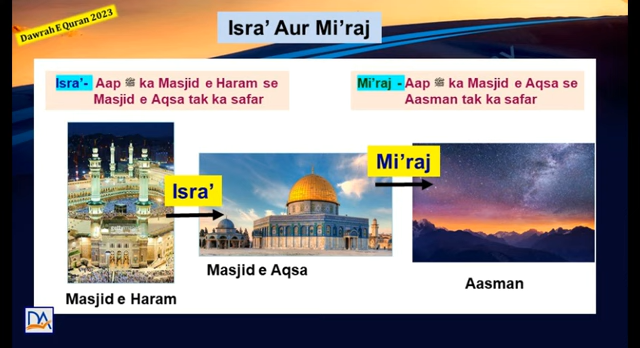 Dawrah E Quran 2023
Isra’ Aur Mi’raj
Isra’- Aap ﷺ ka Masjid e Haram se
Masjid e Aqsa tak ka safar
Mi’raj - Aap ﷺ ka Masjid e Aqsa se
Aasman tak ka safar
Isra’
Mi’raj
Masjid e Haram
Masjid e Aqsa
Aasman
DA